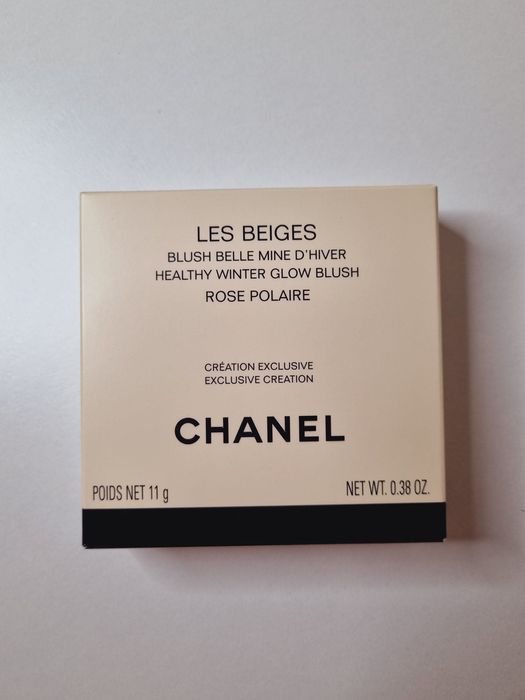 LES BEIGES
BLUSH BELLE MINE D'HIVER
HEALTHY WINTER GLOW BLUSH
ROSE POLAIRE
CRÉATION EXCLUSIVE
EXCLUSIVE CREATION
CHANEL
POIDS NET 11 g NET WT. 0.38 OZ.